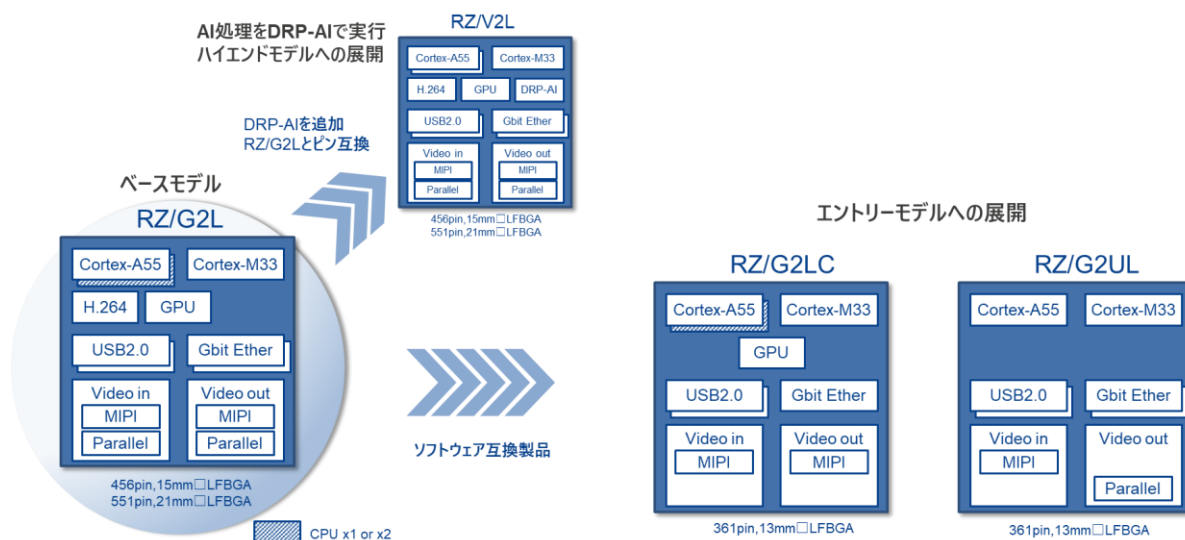 AI処理をDRP-AIで実行
ハイエンドモデルへの展開
RZ/V2L
Cortex-A55
Cortex-M33
H.264
GPU
DRP-AI
USB2.0
Gbit Ether
Video in
MIPI
Parallel
Video out
MIPI
Parallel
456pin,15mm□LFBGA
551pin,21mm□LFBGA
DRP-AIを追加
RZ/G2Lとピン互換
ベースモデル
RZ/G2L
Cortex-A55
Cortex-M33
H.264
GPU
USB2.0
Gbit Ether
Video in
MIPI
Parallel
Video out
MIPI
Parallel
456pin,15mm□LFBGA
551pin,21mm□LFBGA
CPU x1 or x2
ソフトウェア互換製品
エントリーモデルへの展開
RZ/G2LC
Cortex-A55
Cortex-M33
GPU
USB2.0
Gbit Ether
Video in
MIPI
Video out
MIPI
361pin,13mm□LFBGA
RZ/G2UL
Cortex-A55
Cortex-M33
USB2.0
Gbit Ether
Video in
MIPI
Video out
Parallel
361pin,13mm□LFBGA